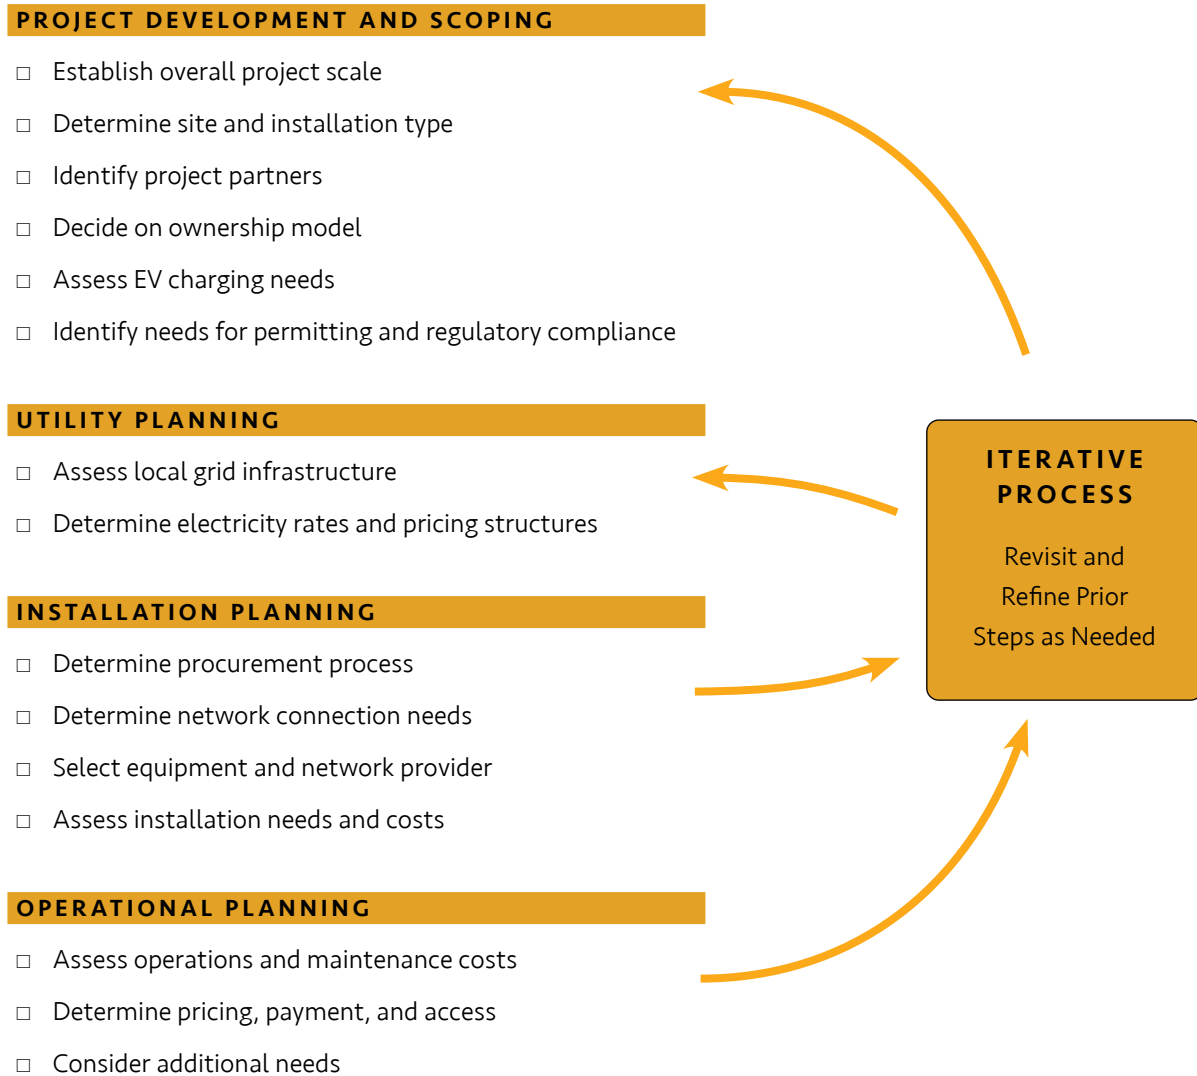 PROJECT DEVELOPMENT AND SCOPING
□ Establish overall project scale
□ Determine site and installation type
□ Identify project partners
□ Decide on ownership model
□ Assess EV charging needs
□ Identify needs for permitting and regulatory compliance
UTILITY PLANNING
□ Assess local grid infrastructure
□ Determine electricity rates and pricing structures
INSTALLATION PLANNING
□ Determine procurement process
□ Determine network connection needs
□ Select equipment and network provider
□ Assess installation needs and costs
OPERATIONAL PLANNING
□ Assess operations and maintenance costs
□ Determine pricing, payment, and access
□ Consider additional needs
ITERATIVE
PROCESS
Revisit and
Refine Prior
Steps as Needed